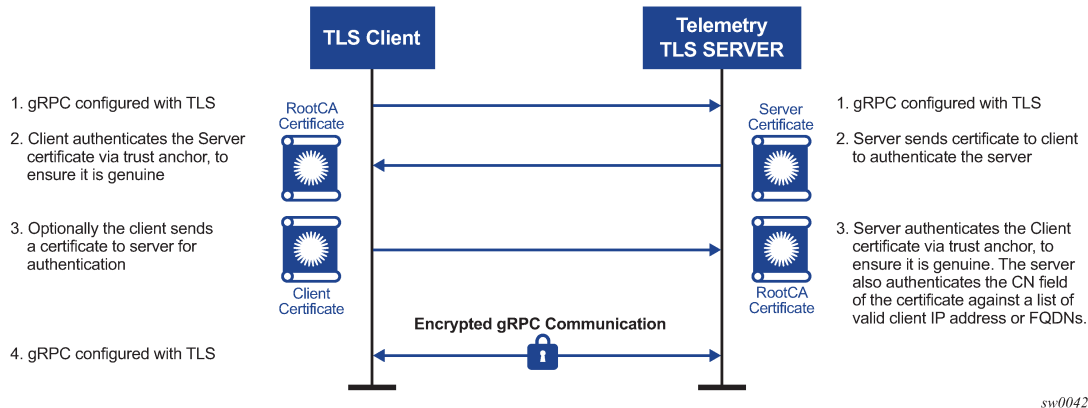 TLS Client
Telemetry
TLS SERVER
1. gRPC configured with TLS
2. Client authenticates the Server
certificate via trust anchor, to
ensure it is genuine
3. Optionally the client sends
a certificate to server for
authentication
4. gRPC configured with TLS
RootCA
Certificate
Client
Certificate
Encrypted gRPC Communication
Server
Certificate
RootCA
Certificate
1. gRPC configured with TLS
2. Server sends certificate to client
to authenticate the server
3. Server authenticates the Client
certificate via trust anchor, to
ensure it is genuine. The server
also authenticates the CN field
of the certificate against a list of
valid client IP address or FQDNs.
sw0042